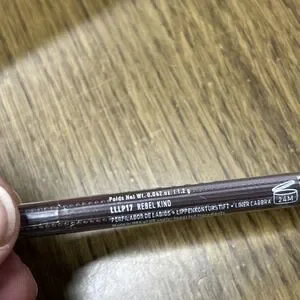 Poids Net Wt. 0.042 oz. / 1.2 g
LLLP17 REBEL KIND
PERFILADOR DE LABIOS • LIPPENKONTURSTIFT • LINER LABBRA
24M